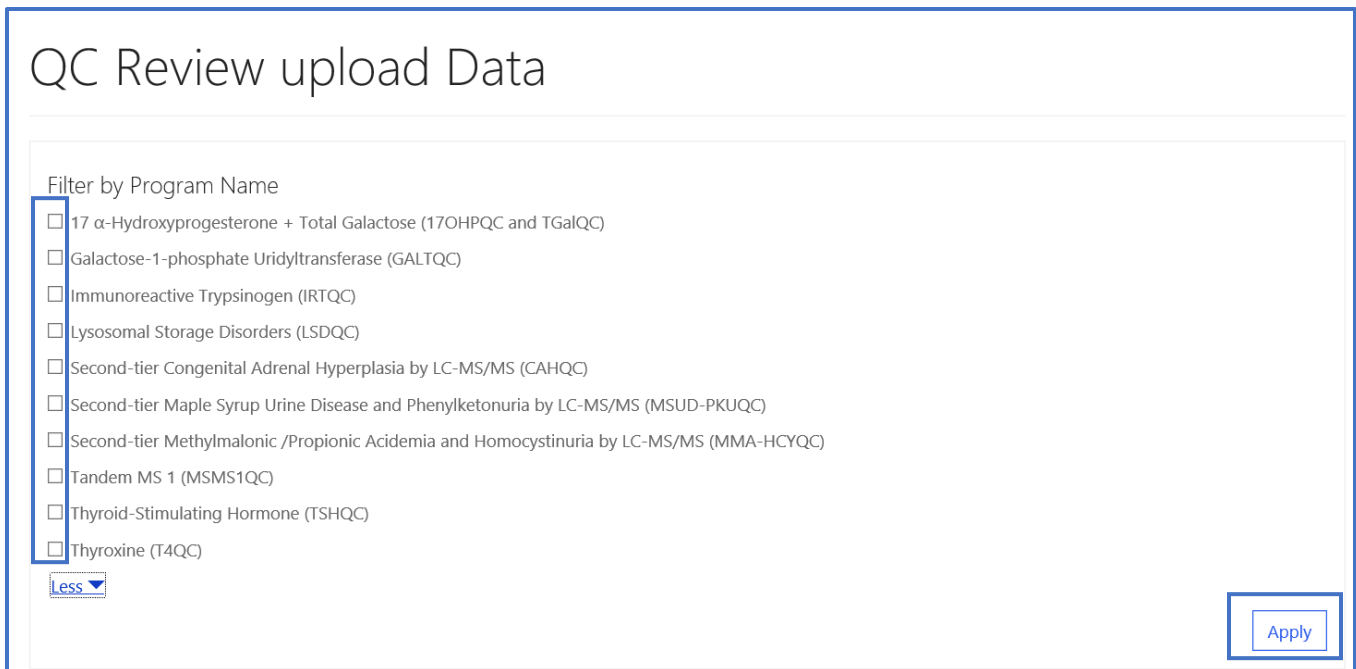 QC Review upload Data
Filter by Program Name
17 α-Hydroxyprogesterone + Total Galactose (17OHPQC and TGalQC)
Galactose-1-phosphate Uridyltransferase (GALTQC)
Immunoreactive Trypsinogen (IRTQC)
Lysosomal Storage Disorders (LSDQC)
Second-tier Congenital Adrenal Hyperplasia by LC-MS/MS (CAHQC)
Second-tier Maple Syrup Urine Disease and Phenylketonuria by LC-MS/MS (MSUD-PKUQC)
Second-tier Methylmalonic /Propionic Acidemia and Homocystinuria by LC-MS/MS (MMA-HCYQC)
Tandem MS 1 (MSMS1QC)
Thyroid-Stimulating Hormone (TSHQC)
Thyroxine (T4QC)
Less
Apply